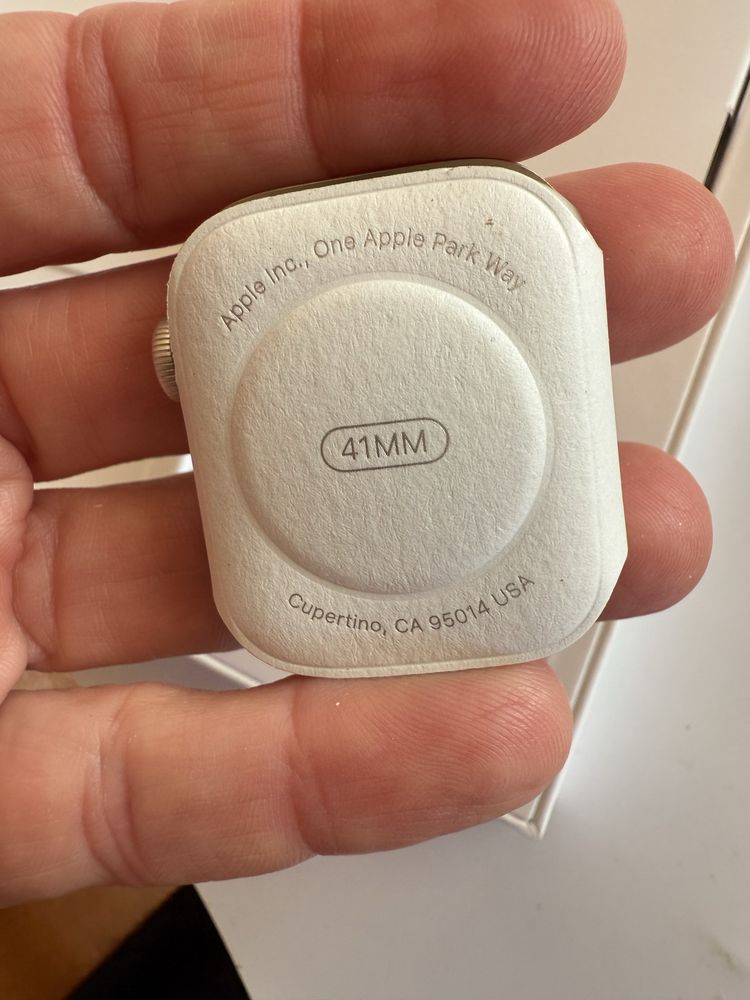 Apple Inc., One Apple Park Way
41MM
Cupertino, CA 95014 USA